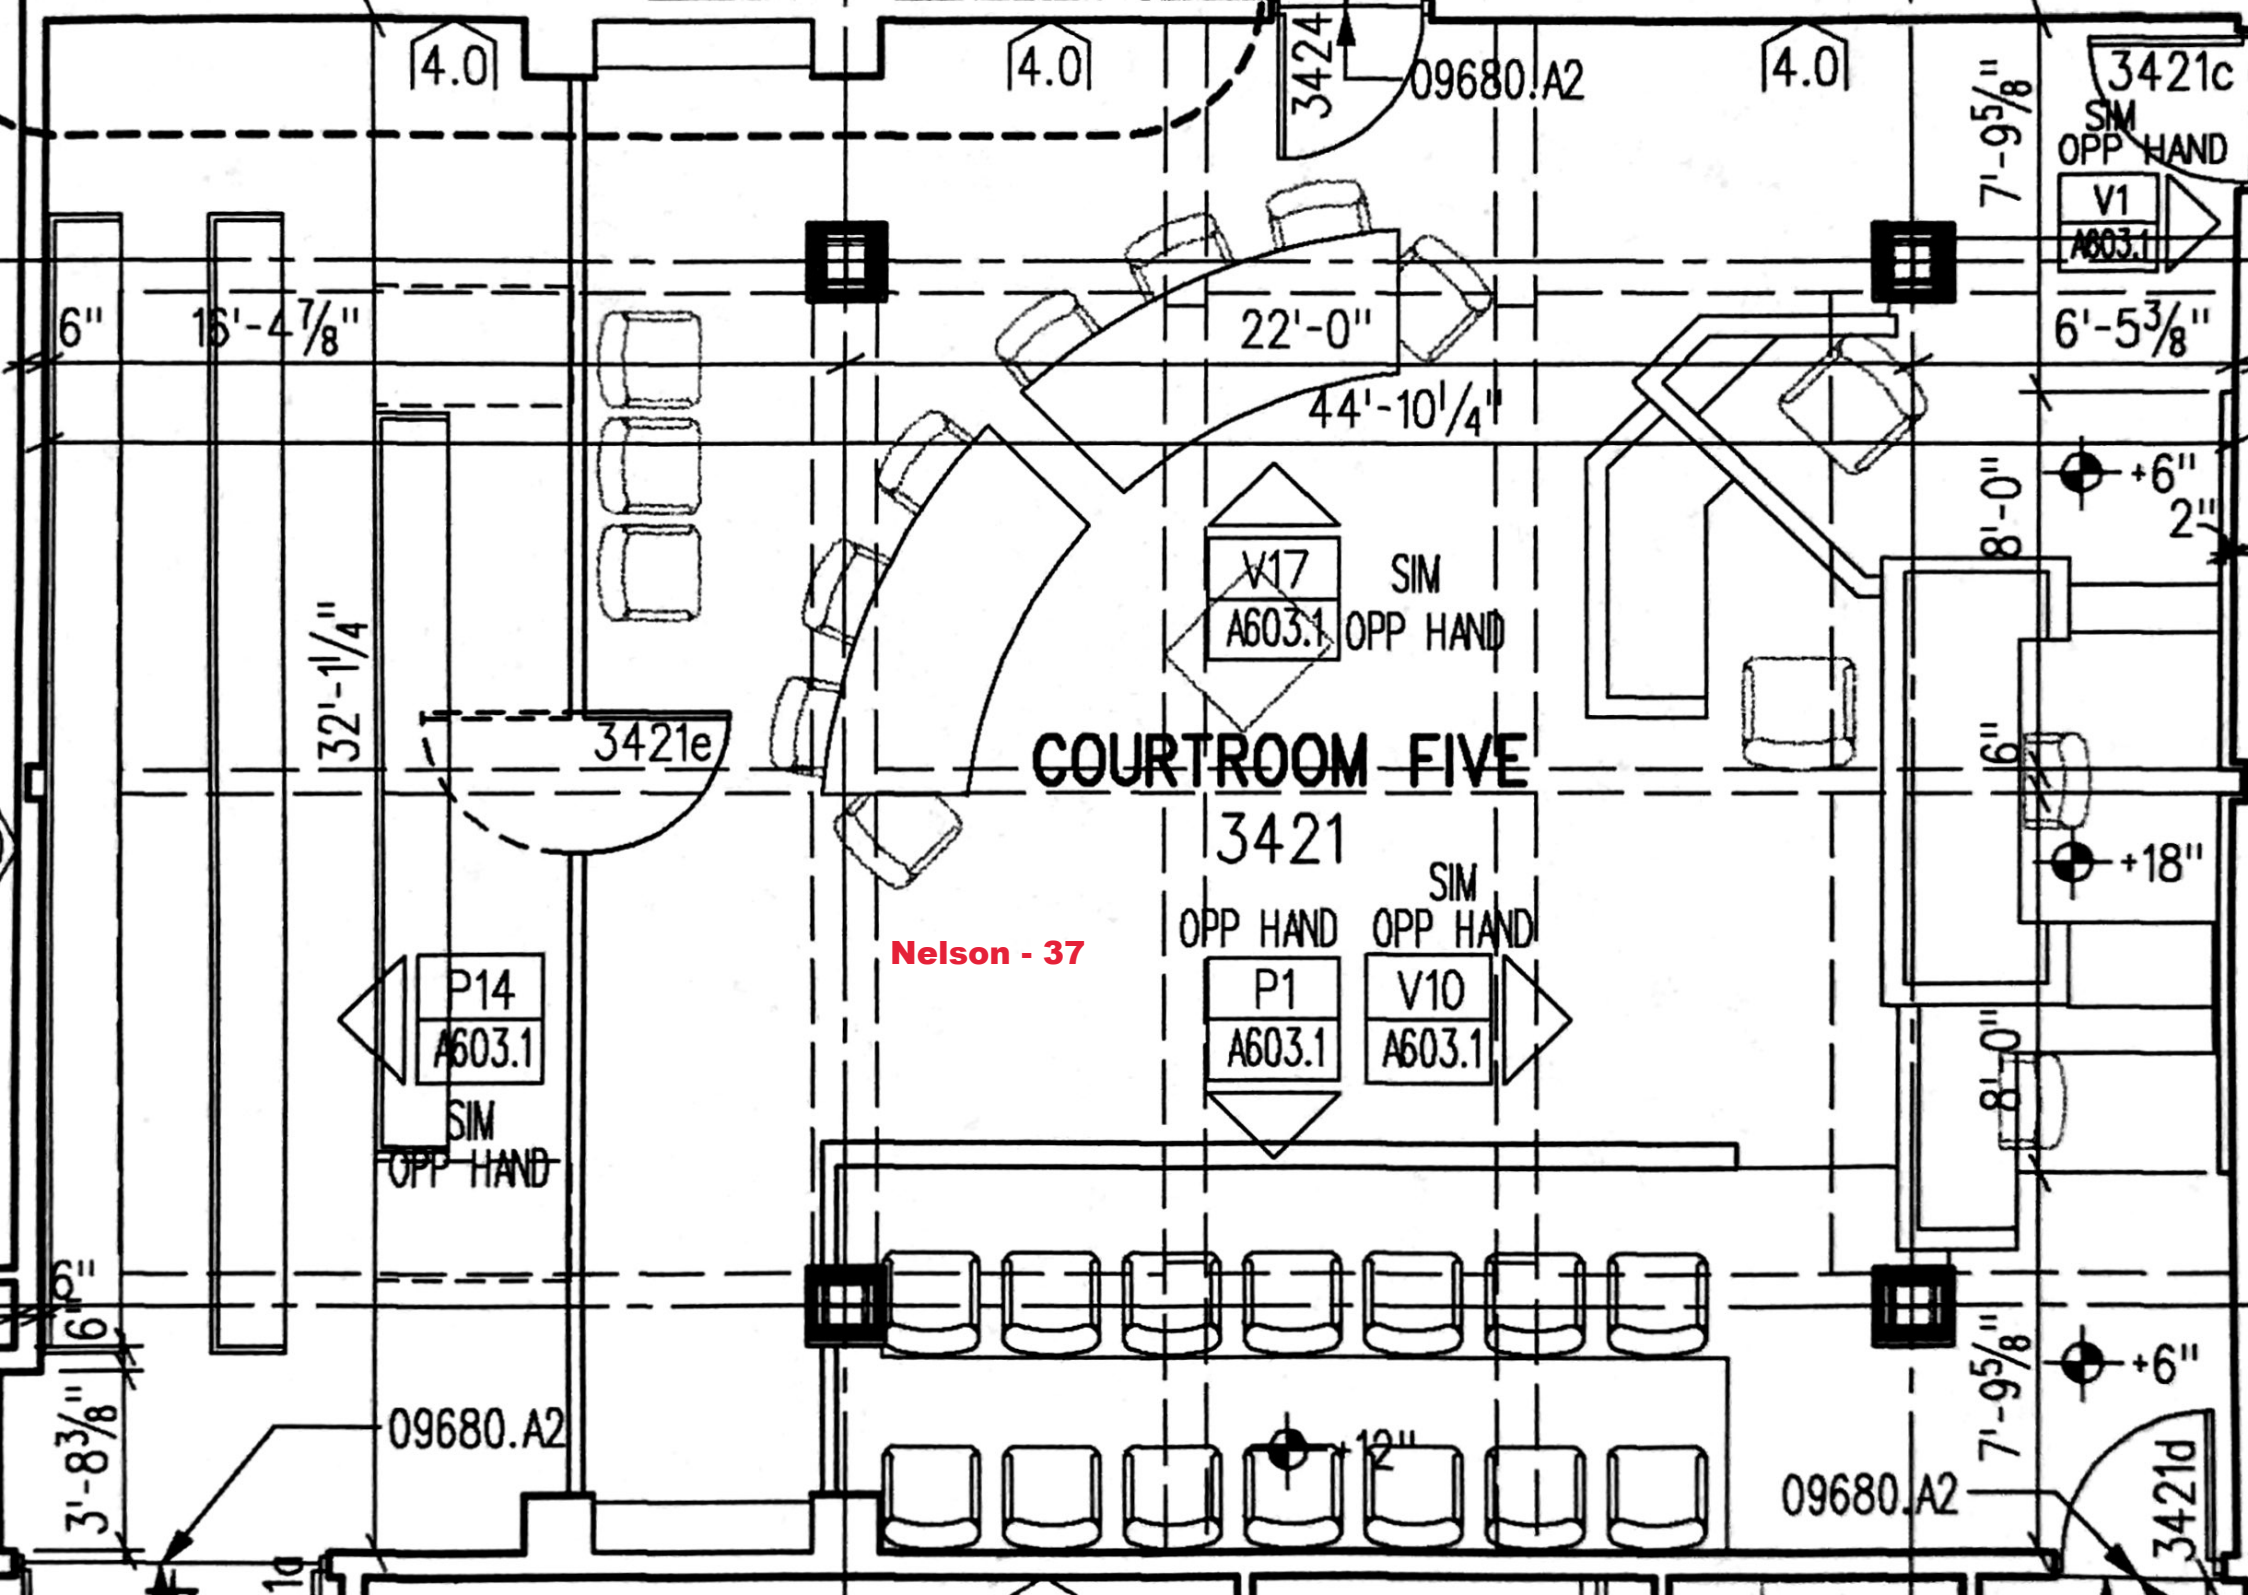 4.0
4.0
3424
09680.A2
4.0
7'-9⅝"
3421c
SIM
OPP HAND
V1
A603.1
6"
16'-4⅞"
22'-0"
6'-5⅜"
44'-10¼"
+6"
2"
8'-0"
V17
A603.1
SIM
OPP HAND
32'-1¼"
3421e
COURTROOM FIVE
3421
6"
+18"
SIM
OPP HAND
OPP HAND
Nelson - 37
P14
A603.1
SIM
OPP HAND
P1
A603.1
V10
A603.1
8'-0"
6"
6"
3'-8⅜"
09680.A2
+12"
7'-9⅝"
+6"
09680.A2
3421d